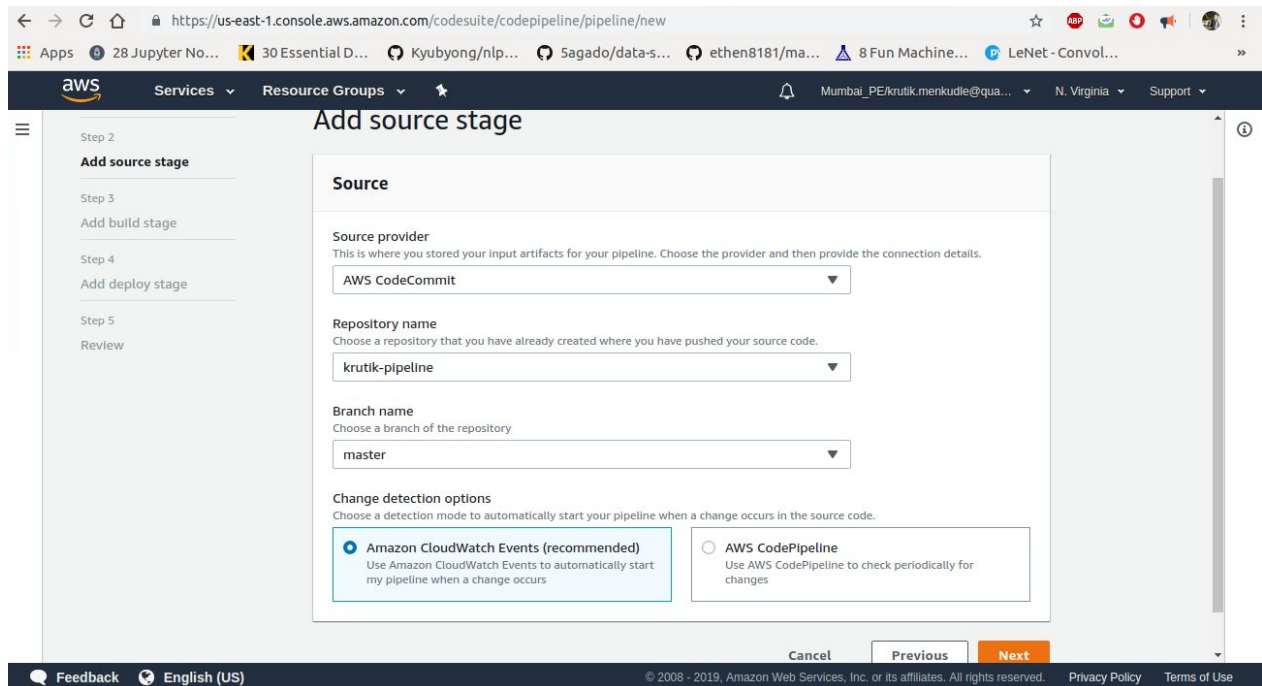 https://us-east-1.console.aws.amazon.com/codesuite/codepipeline/pipeline/new
ABP
Apps 28 Jupyter No... 30 Essential D... Kyubyong/nlp... 5agado/data-s... ethen8181/ma... 8 Fun Machine... LeNet - Convol... »
aws Services Resource Groups Mumbai_PE/krutik.menkudle@qua... N. Virginia Support
Step 2
Add source stage
Step 3
Add build stage
Step 4
Add deploy stage
Step 5
Review
Add source stage
Source
Source provider
This is where you stored your input artifacts for your pipeline. Choose the provider and then provide the connection details.
AWS CodeCommit
Repository name
Choose a repository that you have already created where you have pushed your source code.
krutik-pipeline
Branch name
Choose a branch of the repository
master
Change detection options
Choose a detection mode to automatically start your pipeline when a change occurs in the source code.
Amazon CloudWatch Events (recommended)
Use Amazon CloudWatch Events to automatically start
my pipeline when a change occurs
AWS CodePipeline
Use AWS CodePipeline to check periodically for
changes
Cancel Previous Next
Feedback English (US) © 2008 - 2019, Amazon Web Services, Inc. or its affiliates. All rights reserved. Privacy Policy Terms of Use